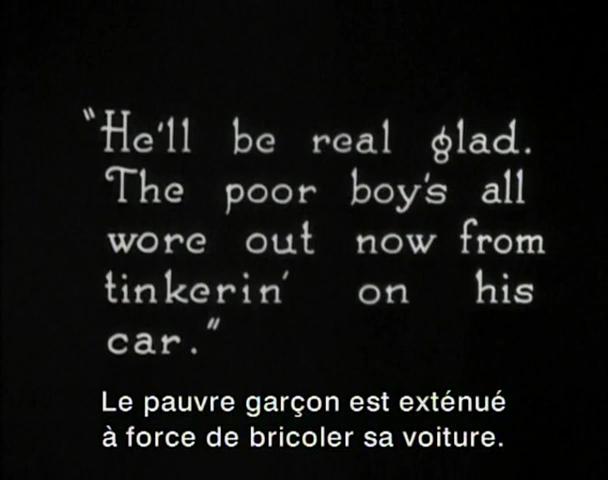 "He'll be real glad.
The poor boy's all
wore out now from
tinkerin' on his
car."
Le pauvre garçon est exténué
à force de bricoler sa voiture.